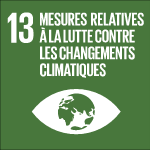 13 MESURES RELATIVES
À LA LUTTE CONTRE
LES CHANGEMENTS
CLIMATIQUES